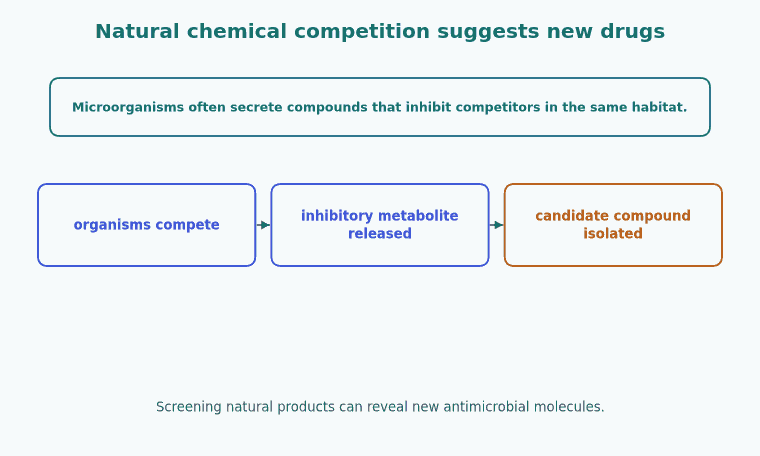 Natural chemical competition suggests new drugs
Microorganisms often secrete compounds that inhibit competitors in the same habitat.
organisms compete
inhibitory metabolite
released
candidate compound
isolated
Screening natural products can reveal new antimicrobial molecules.